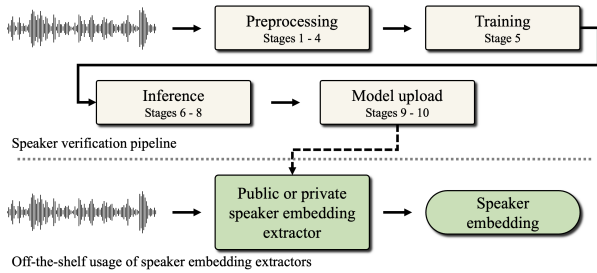 Preprocessing
Stages 1 - 4
Training
Stage 5
Inference
Stages 6 - 8
Model upload
Stages 9 - 10
Speaker verification pipeline
Public or private
speaker embedding
extractor
Speaker
embedding
Off-the-shelf usage of speaker embedding extractors